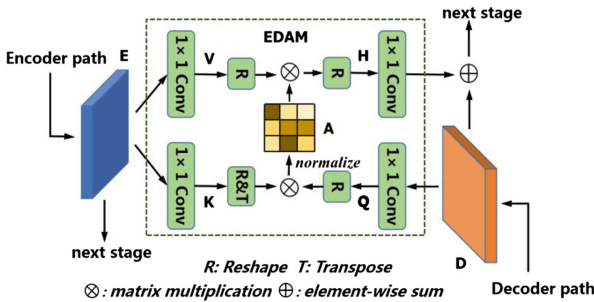 next stage
EDAM
Encoder path
E
1×1 Conv
V
R
H
R
1×1 Conv
A
normalize
1×1 Conv
K
R&T
R
Q
1×1 Conv
next stage
D
R: Reshape T: Transpose
Decoder path
⊗: matrix multiplication ⊕: element-wise sum